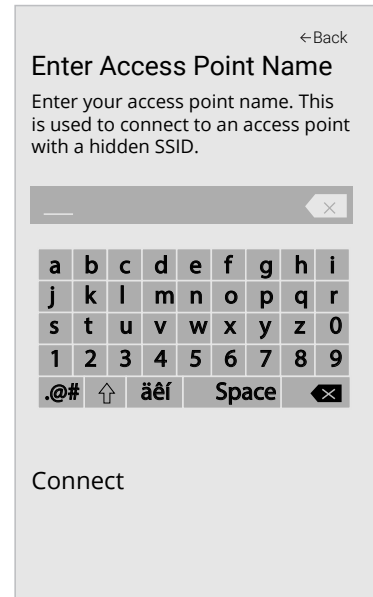 ←Back
Enter Access Point Name
Enter your access point name. This
is used to connect to an access point
with a hidden SSID.
a b c d e f g h i
j k l m n o p q r
s t u v w x y z 0
1 2 3 4 5 6 7 8 9
.@# äêí Space
Connect